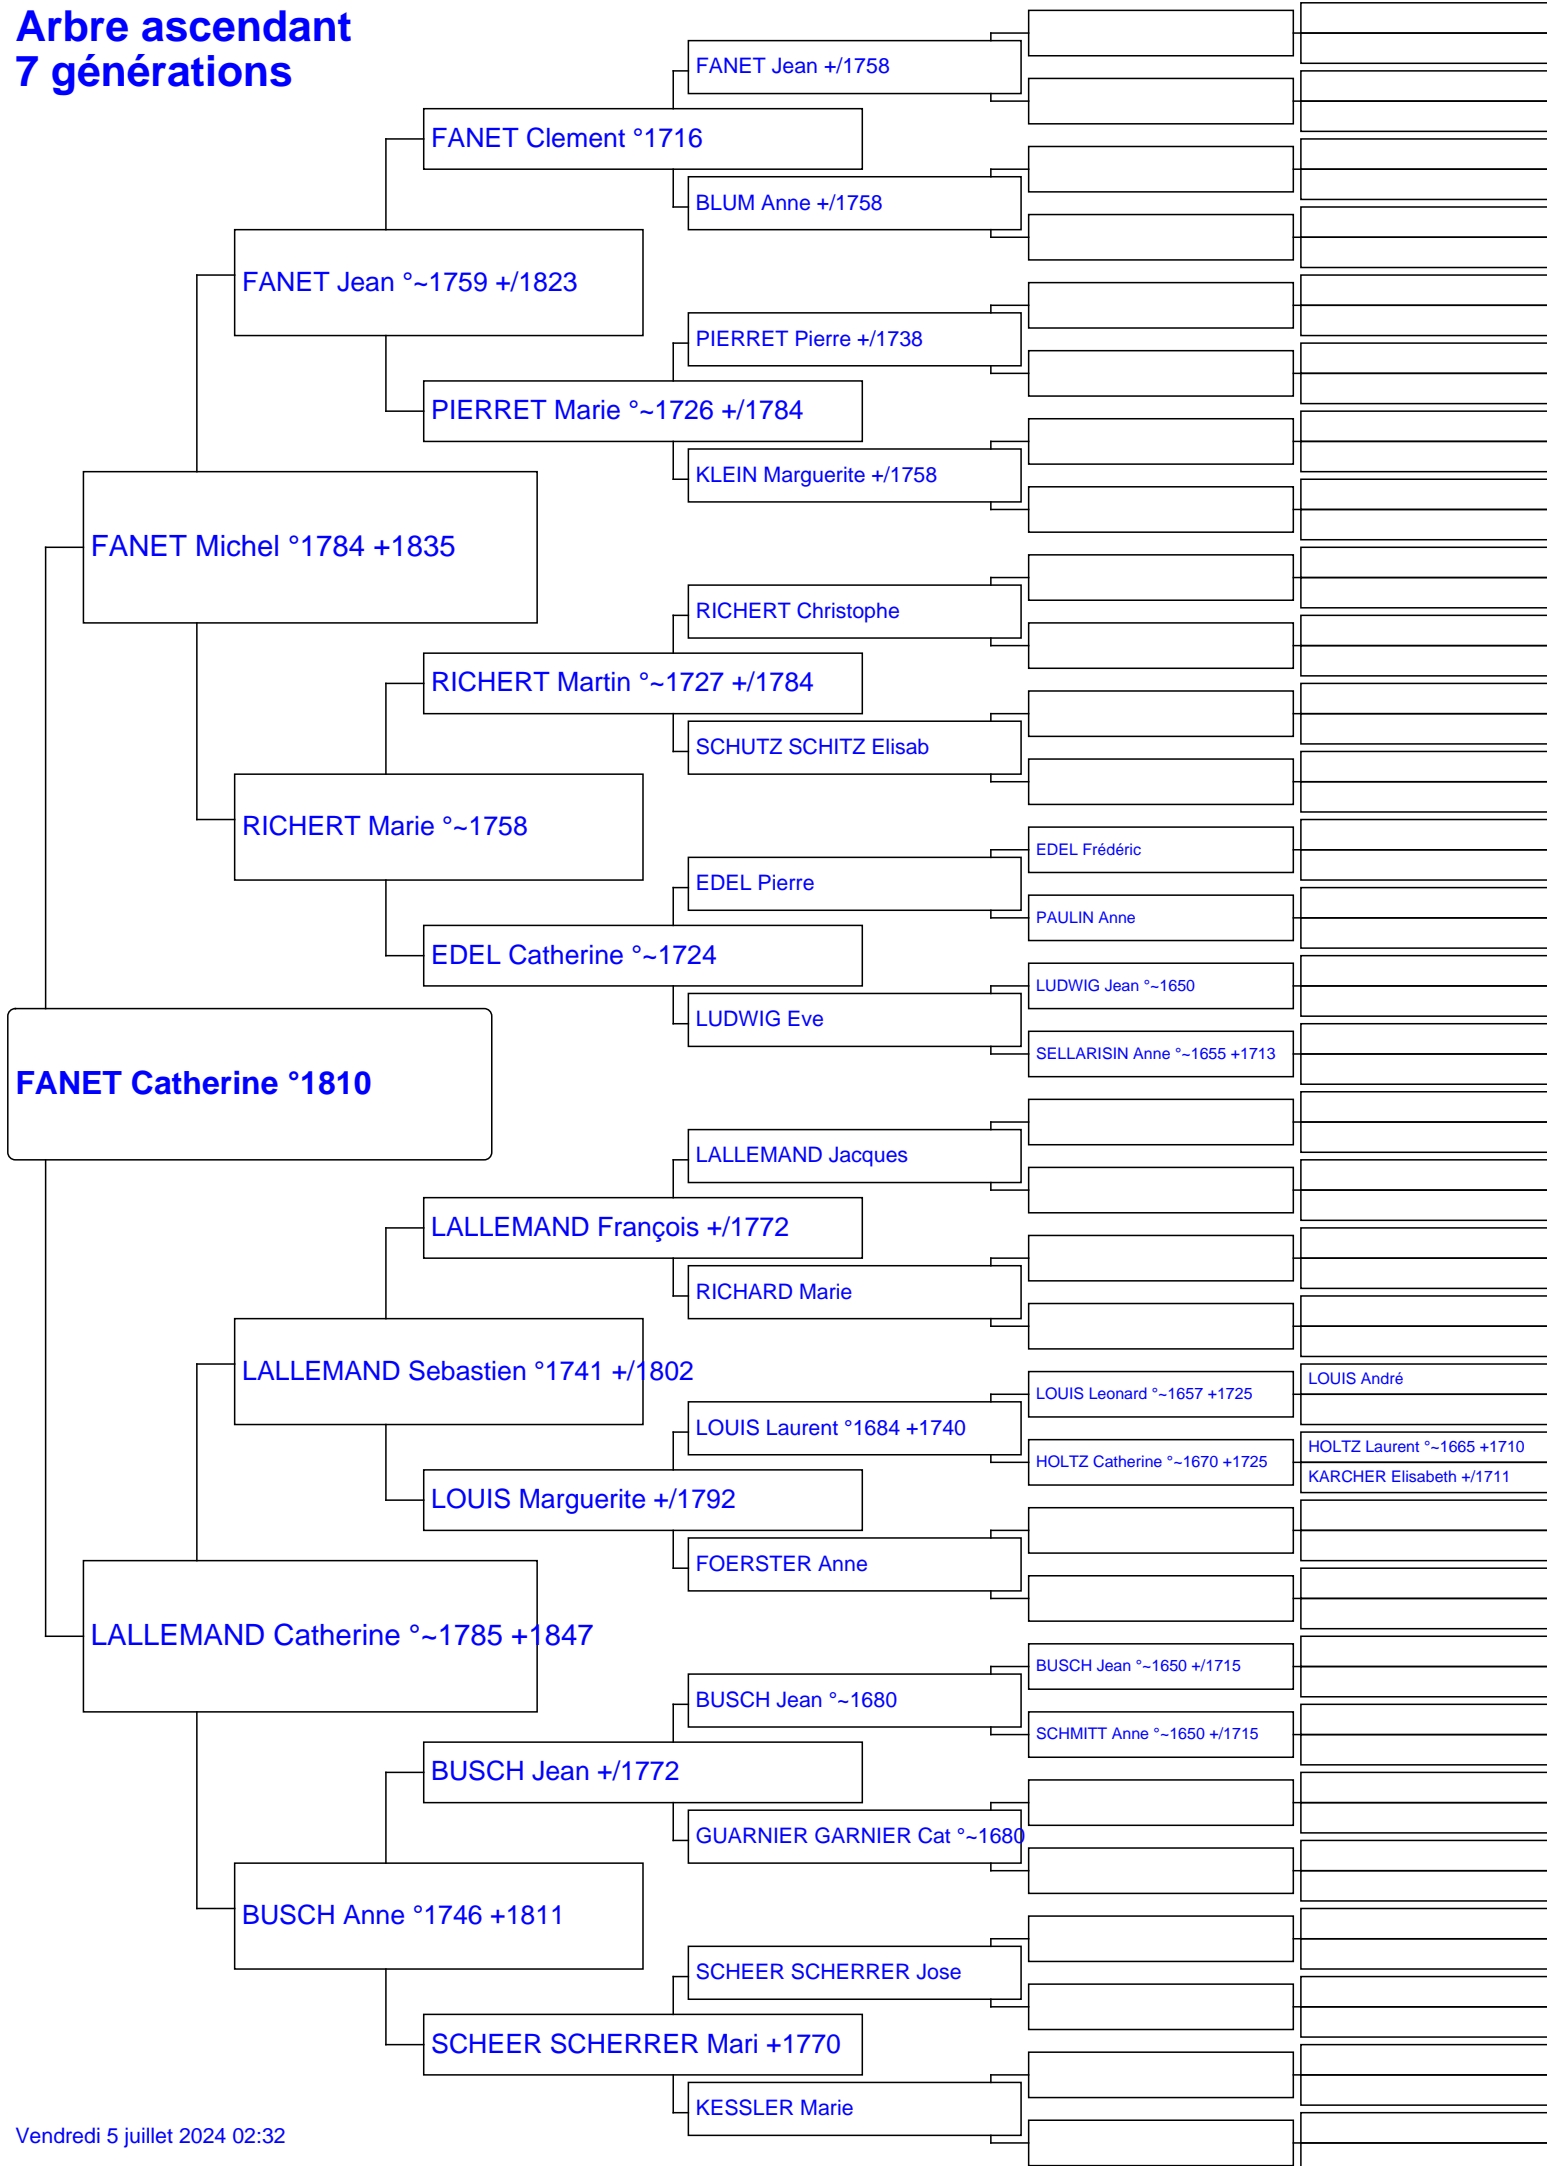 Arbre ascendant
7 générations
FANET Jean +/1758
FANET Clement °1716
BLUM Anne +/1758
FANET Jean °~1759 +/1823
PIERRET Pierre +/1738
PIERRET Marie °~1726 +/1784
KLEIN Marguerite +/1758
FANET Michel °1784 +1835
RICHERT Christophe
RICHERT Martin °~1727 +/1784
SCHUTZ SCHITZ Elisab
RICHERT Marie °~1758
EDEL Frédéric
EDEL Pierre
PAULIN Anne
EDEL Catherine °~1724
LUDWIG Jean °~1650
LUDWIG Eve
SELLARISIN Anne °~1655 +1713
FANET Catherine °1810
LALLEMAND Jacques
LALLEMAND François +/1772
RICHARD Marie
LALLEMAND Sebastien °1741 +/1802
LOUIS André
LOUIS Leonard °~1657 +1725
LOUIS Laurent °1684 +1740
HOLTZ Laurent °~1665 +1710
HOLTZ Catherine °~1670 +1725
KARCHER Elisabeth +/1711
LOUIS Marguerite +/1792
FOERSTER Anne
LALLEMAND Catherine °~1785 +1847
BUSCH Jean °~1650 +/1715
BUSCH Jean °~1680
SCHMITT Anne °~1650 +/1715
BUSCH Jean +/1772
GUARNIER GARNIER Cat °~1680
BUSCH Anne °1746 +1811
SCHEER SCHERRER Jose
SCHEER SCHERRER Mari +1770
KESSLER Marie
Vendredi 5 juillet 2024 02:32